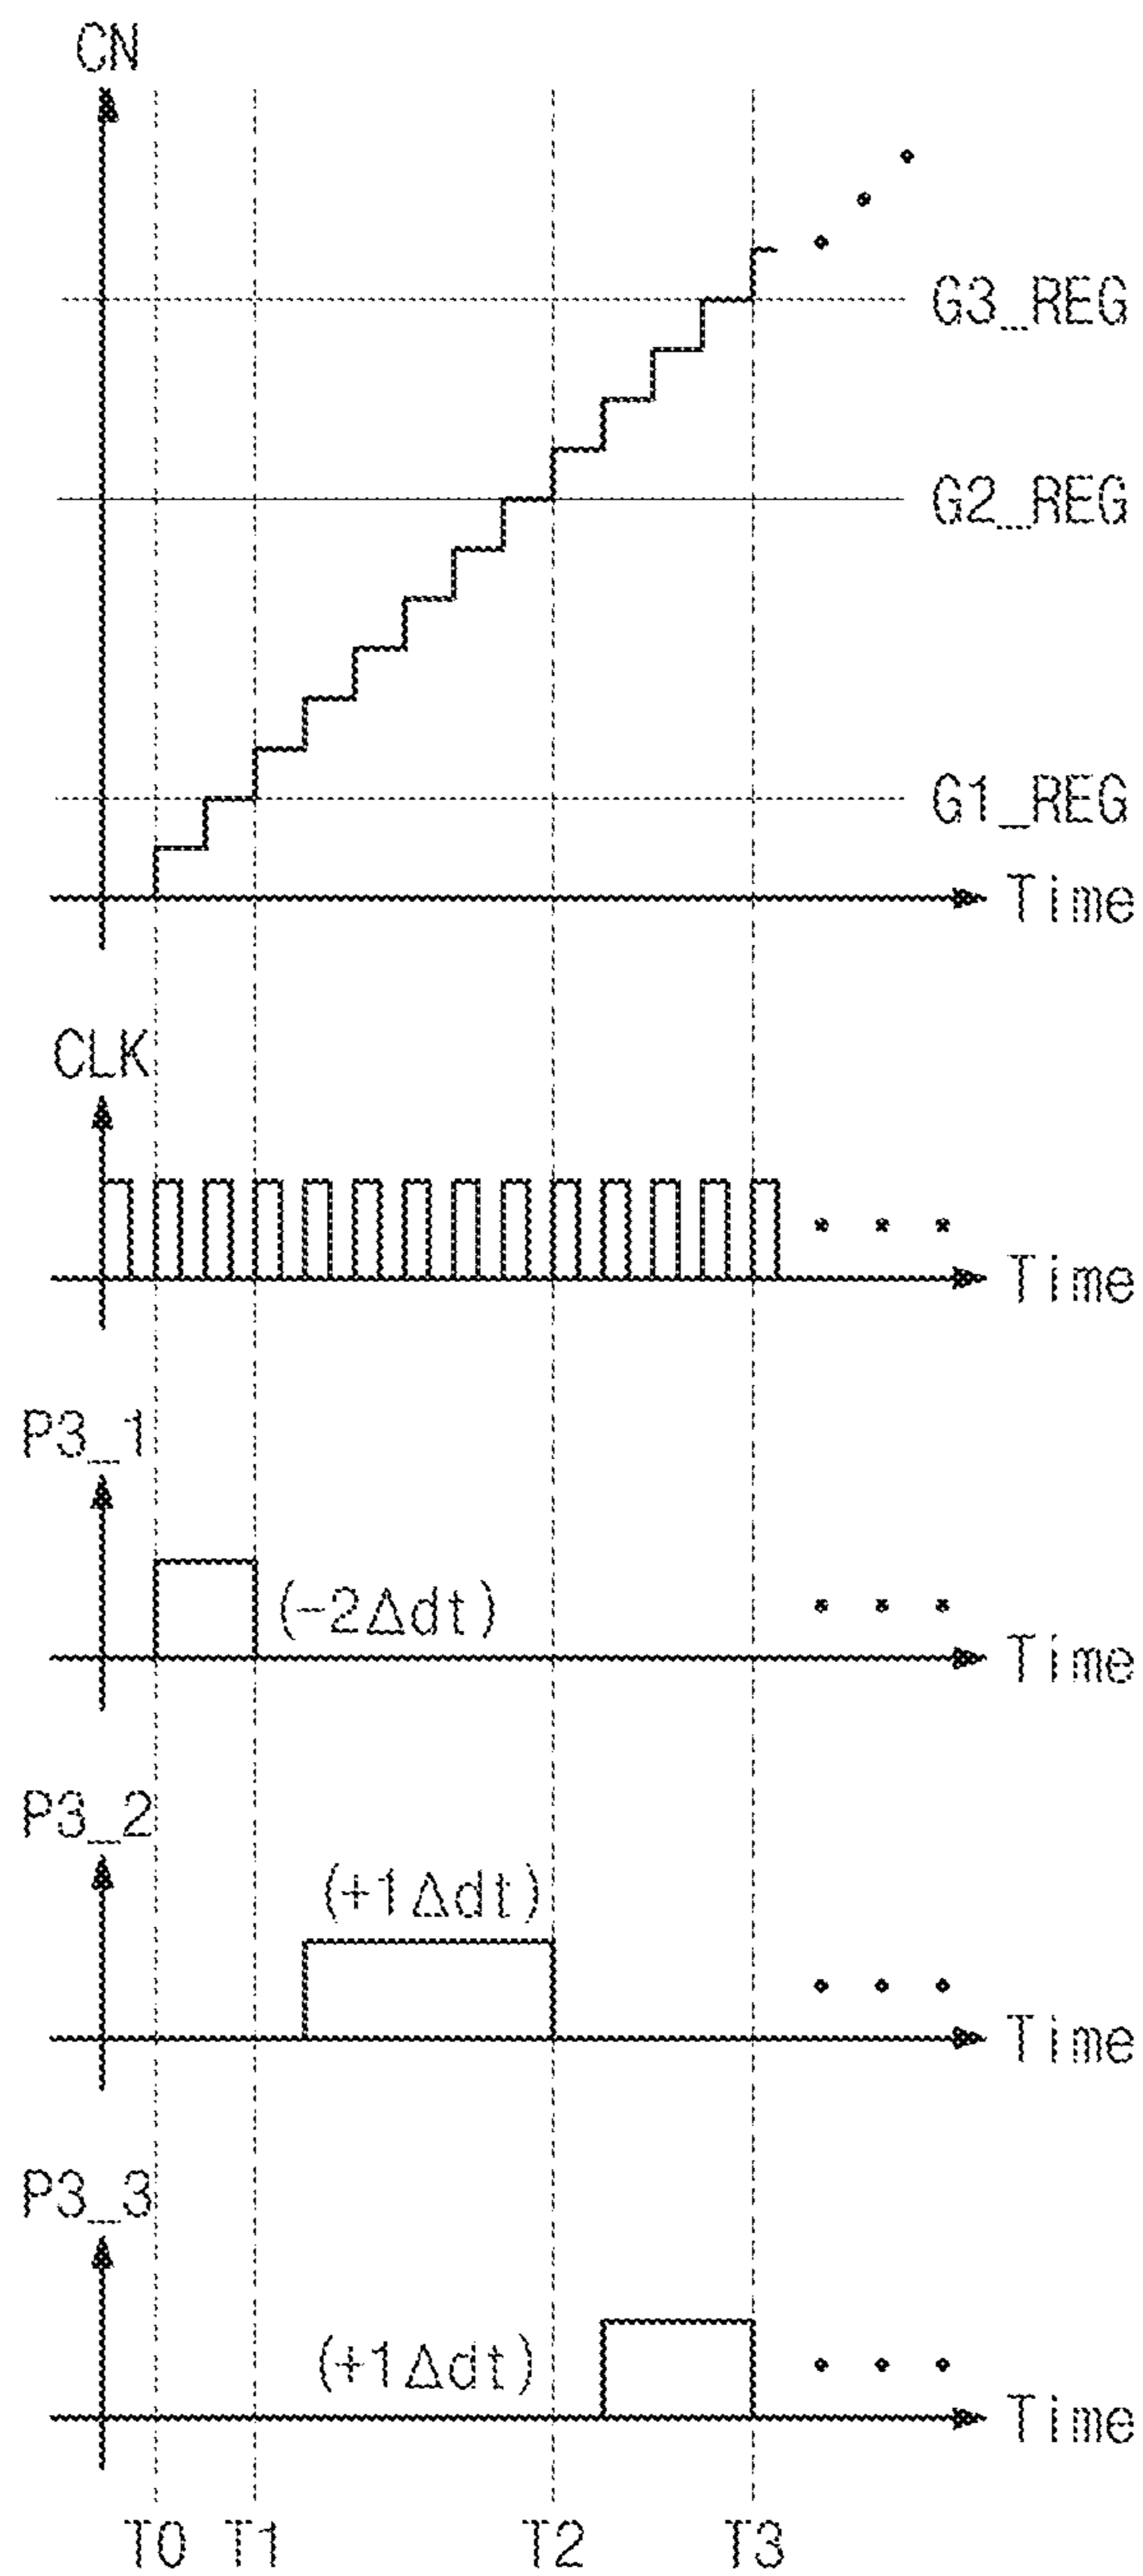 CN
G3_REG
G2_REG
G1_REG
Time
CLK
Time
P3_1
(-2Δdt)
Time
P3_2
(+1Δdt)
Time
P3_3
(+1Δdt)
Time
T0 T1 T2 T3